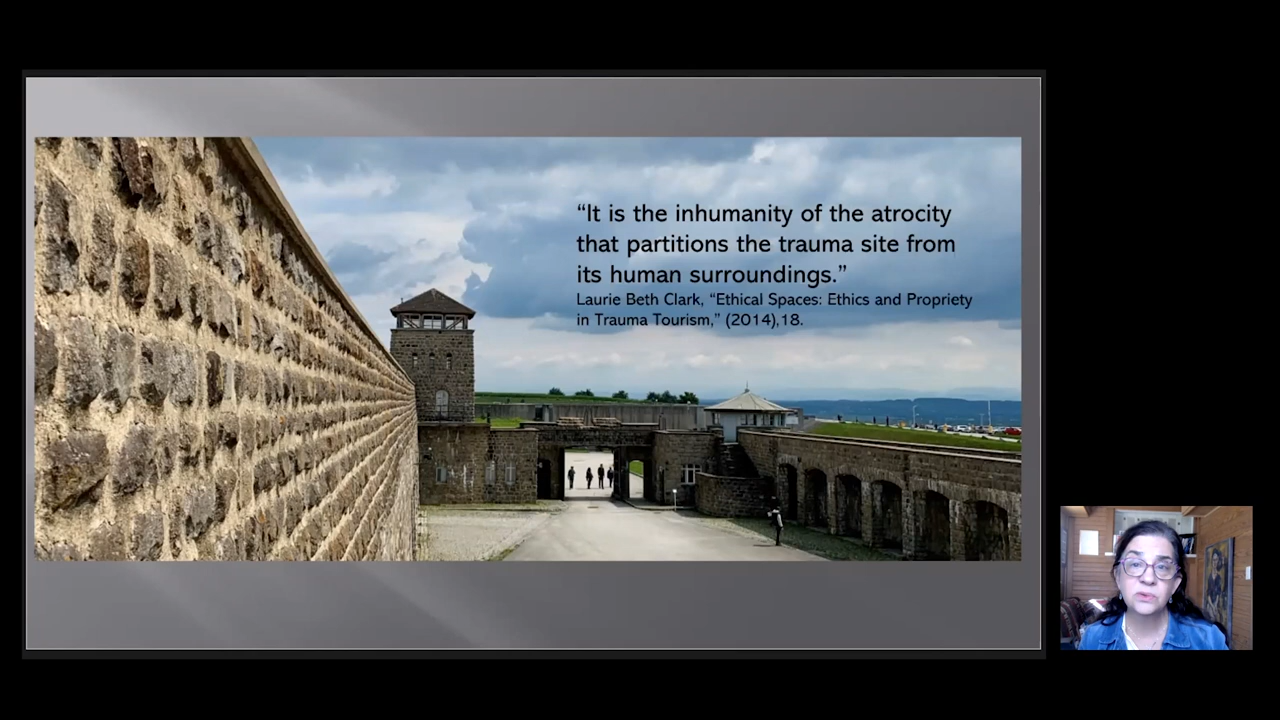 “It is the inhumanity of the atrocity
that partitions the trauma site from
its human surroundings.”
Laurie Beth Clark, “Ethical Spaces: Ethics and Propriety
in Trauma Tourism,” (2014),18.